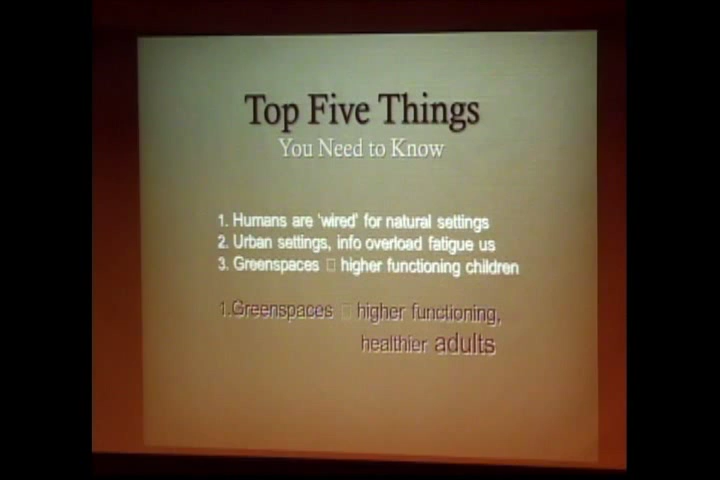 Top Five Things
You Need to Know
1. Humans are 'wired' for natural settings
2. Urban settings, info overload fatigue us
3. Greenspaces □ higher functioning children
1.Greenspaces □ higher functioning,
healthier adults